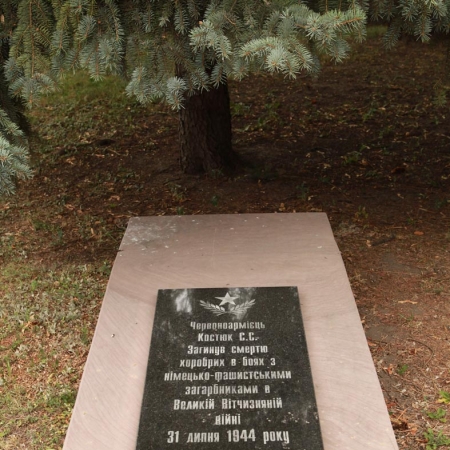 Червоноармієць
Костюк С.С.
Загинув смертю
хоробрих в боях з
німецько-фашистськими
загарбниками в
Великій Вітчизняній
війні
31 липня 1944 року